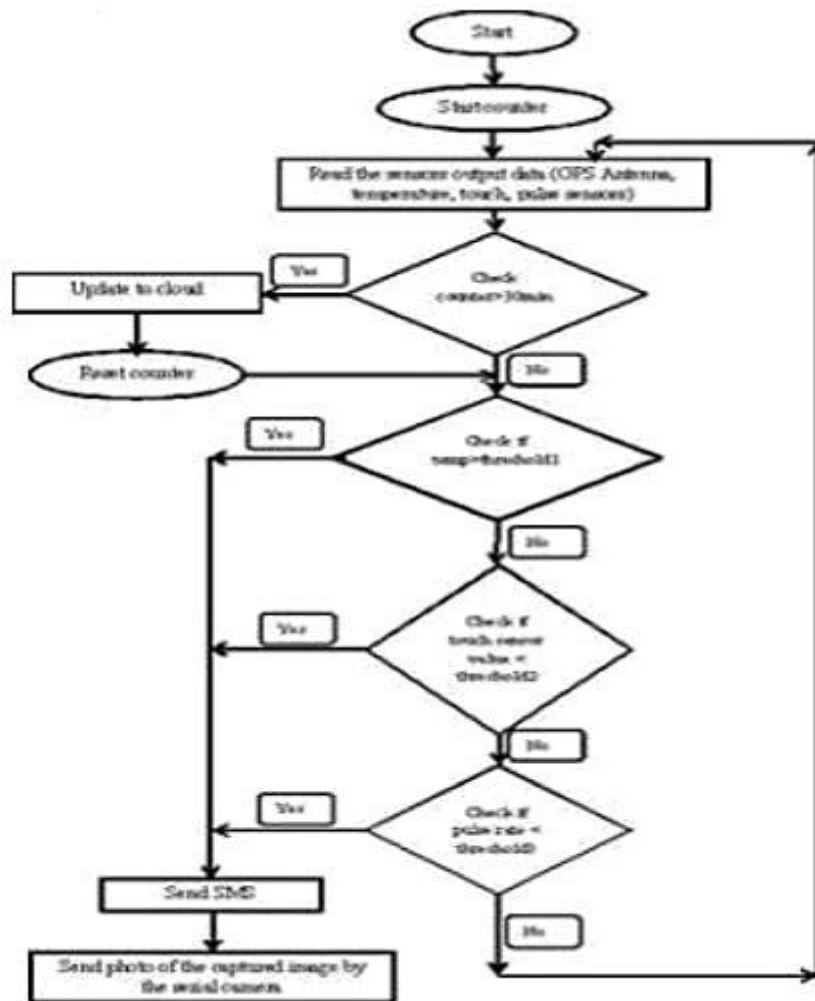 Start
Start counter
Read the sensors output data (GPS Antenna,
temperature, touch, pulse sensors)
Check
counter>30min
Yes
Update to cloud
Reset counter
No
Check if
temp>threshold1
Yes
No
Check if
touch sensor
value <
threshold2
Yes
No
Check if
pulse rate <
threshold3
Yes
Send SMS
No
Send photo of the captured image by
the serial camera